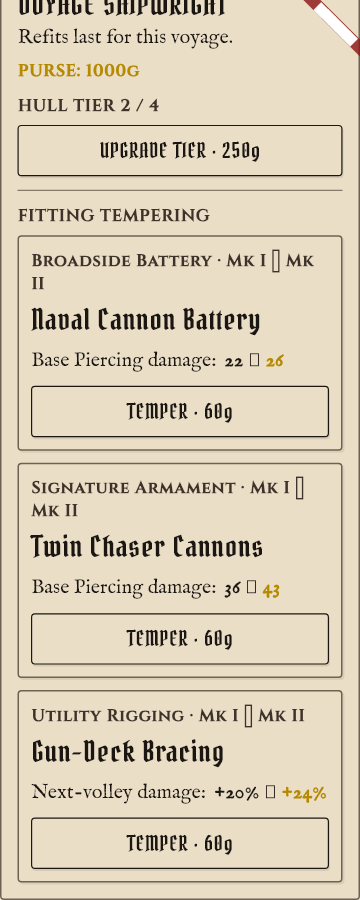 VOYAGE SHIPWRIGHT
Refits last for this voyage.
PURSE: 1000G
HULL TIER 2 / 4
UPGRADE TIER · 250g
FITTING TEMPERING
BROADSIDE BATTERY · MK I ▯ MK
II
Naval Cannon Battery
Base Piercing damage: 22 ▯ 26
TEMPER · 60g
SIGNATURE ARMAMENT · MK I ▯
MK II
Twin Chaser Cannons
Base Piercing damage: 36 ▯ 43
TEMPER · 60g
UTILITY RIGGING · MK I ▯ MK II
Gun-Deck Bracing
Next-volley damage: +20% ▯ +24%
TEMPER · 60g